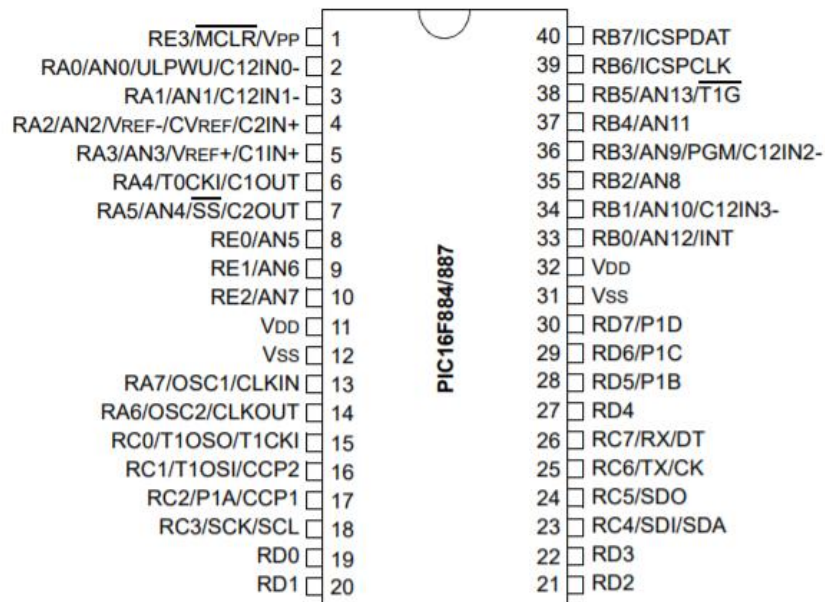 RE3/MCLR/VPP 1
RA0/AN0/ULPWU/C12IN0- 2
RA1/AN1/C12IN1- 3
RA2/AN2/VREF-/CVREF/C2IN+ 4
RA3/AN3/VREF+/C1IN+ 5
RA4/T0CKI/C1OUT 6
RA5/AN4/SS/C2OUT 7
RE0/AN5 8
RE1/AN6 9
RE2/AN7 10
VDD 11
VSS 12
RA7/OSC1/CLKIN 13
RA6/OSC2/CLKOUT 14
RC0/T1OSO/T1CKI 15
RC1/T1OSI/CCP2 16
RC2/P1A/CCP1 17
RC3/SCK/SCL 18
RD0 19
RD1 20
PIC16F884/887
40 RB7/ICSPDAT
39 RB6/ICSPCLK
38 RB5/AN13/T1G
37 RB4/AN11
36 RB3/AN9/PGM/C12IN2-
35 RB2/AN8
34 RB1/AN10/C12IN3-
33 RB0/AN12/INT
32 VDD
31 VSS
30 RD7/P1D
29 RD6/P1C
28 RD5/P1B
27 RD4
26 RC7/RX/DT
25 RC6/TX/CK
24 RC5/SDO
23 RC4/SDI/SDA
22 RD3
21 RD2